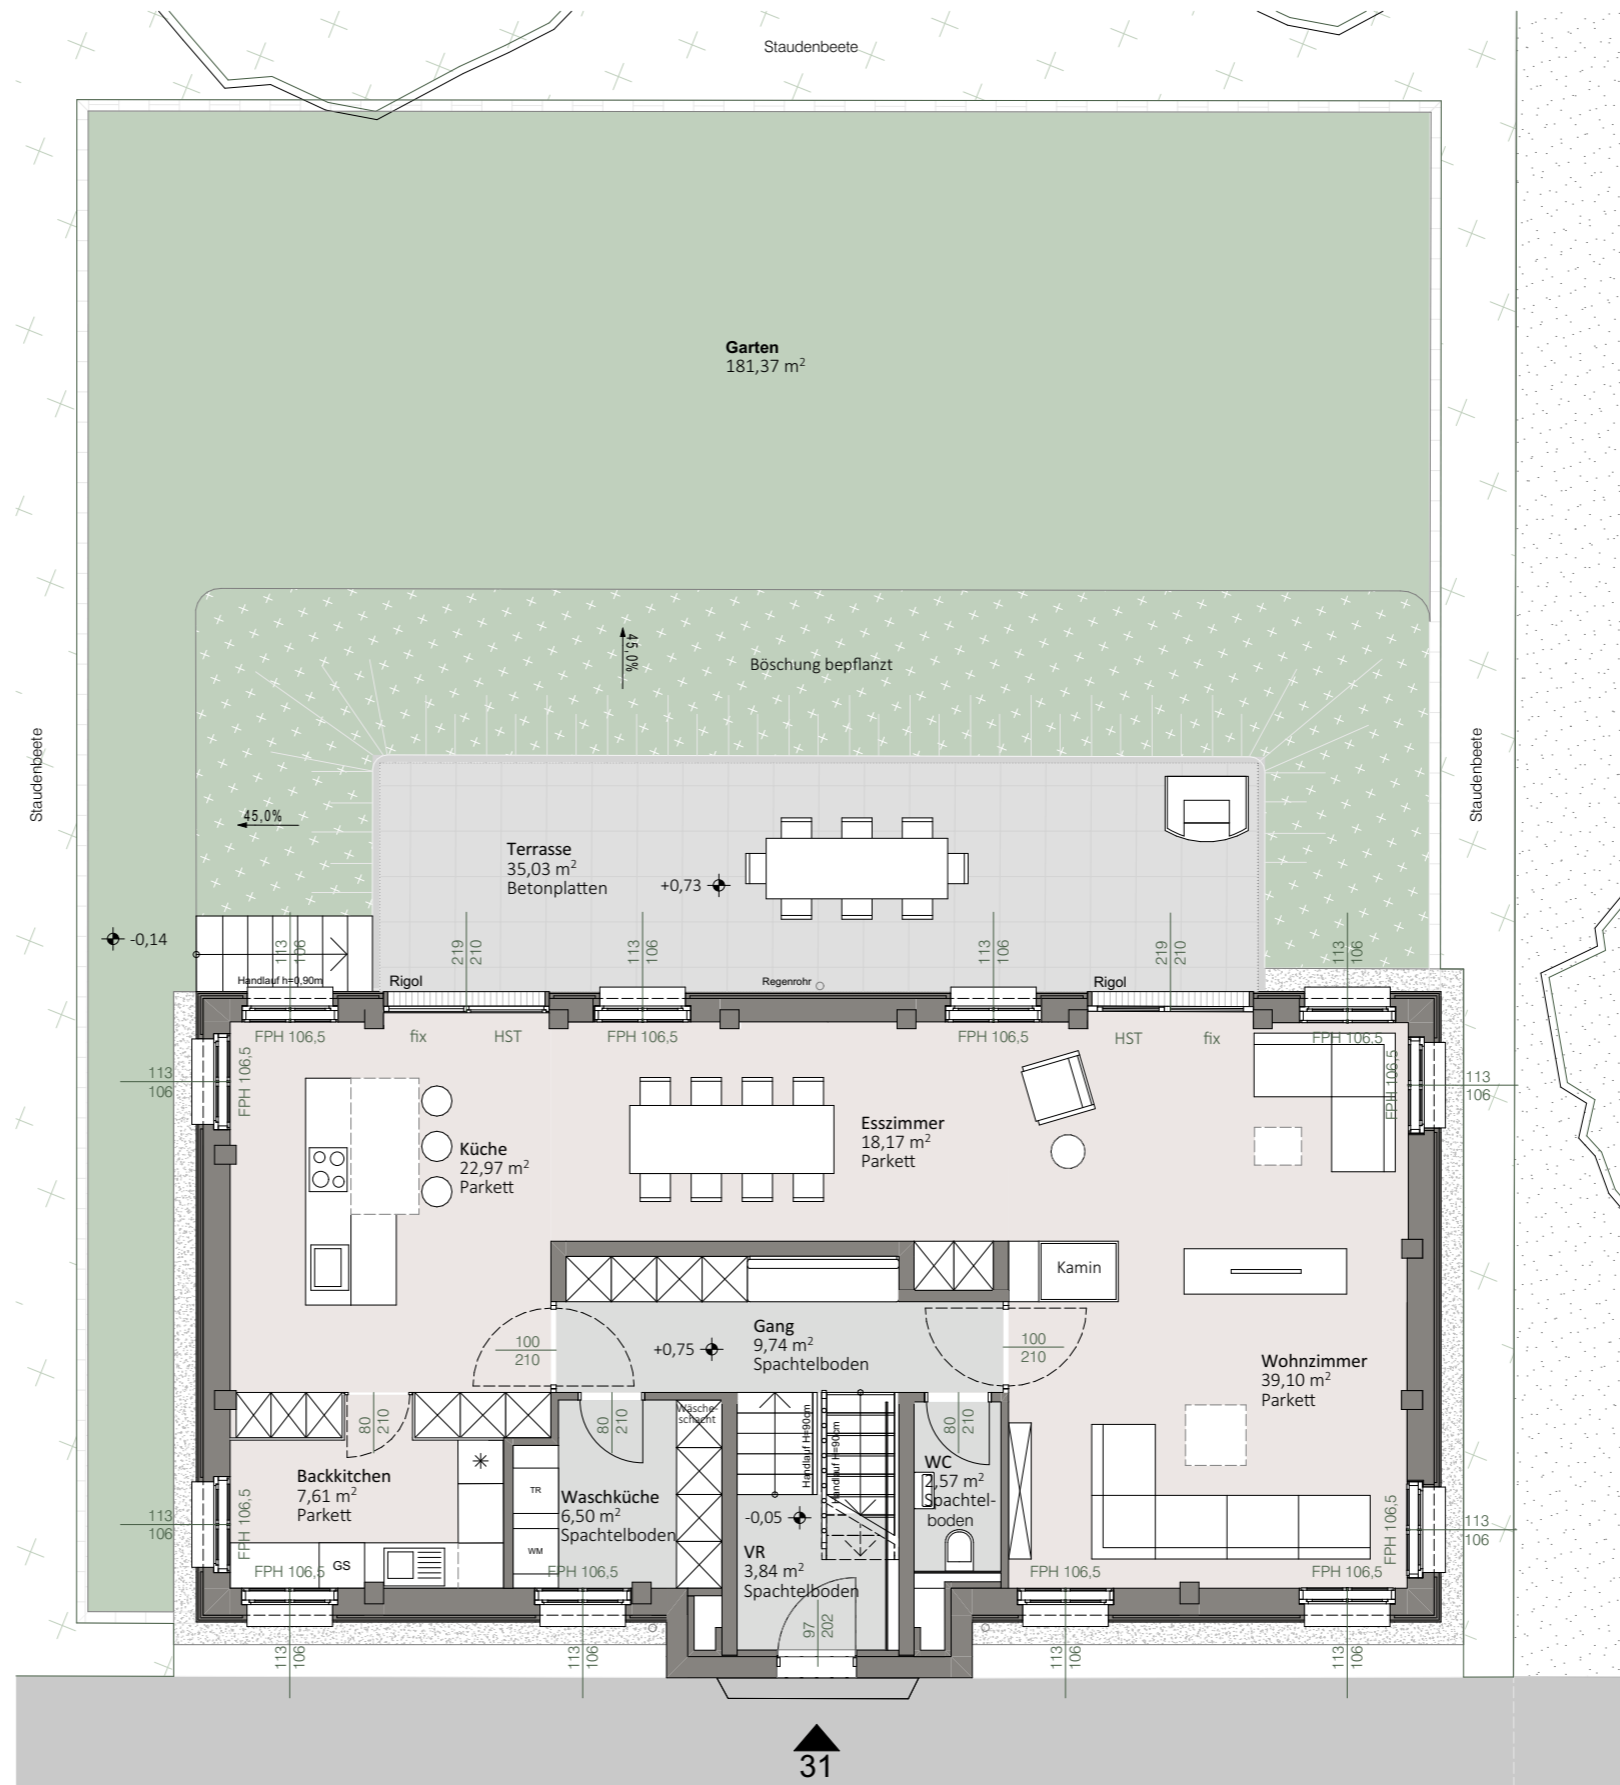 Staudenbeete
Garten
181,37 m²
45,0%
Böschung bepflanzt
Staudenbeete
Staudenbeete
45,0%
Terrasse
35,03 m²
Betonplatten
+0,73
-0,14
113
106
219
210
113
106
113
106
219
210
113
106
Handlauf h=0,90m
Rigol
Regenrohr
Rigol
FPH 106,5
fix
HST
FPH 106,5
FPH 106,5
HST
fix
FPH 106,5
113
106
FPH 106,5
FPH 106,5
113
106
Küche
22,97 m²
Parkett
Esszimmer
18,17 m²
Parkett
Kamin
100
210
+0,75
Gang
9,74 m²
Spachtelboden
100
210
Wohnzimmer
39,10 m²
Parkett
80
210
80
210
Wäsche-
schacht
Handlauf H=90cm
Handlauf H=90cm
80
210
Backkitchen
7,61 m²
Parkett
TR
WM
Waschküche
6,50 m²
Spachtelboden
-0,05
VR
3,84 m²
Spachtelboden
WC
2,57 m²
Spachtel-
boden
113
106
FPH 106,5
FPH 106,5
113
106
FPH 106,5
GS
FPH 106,5
FPH 106,5
FPH 106,5
97
202
113
106
113
106
113
106
113
106
31